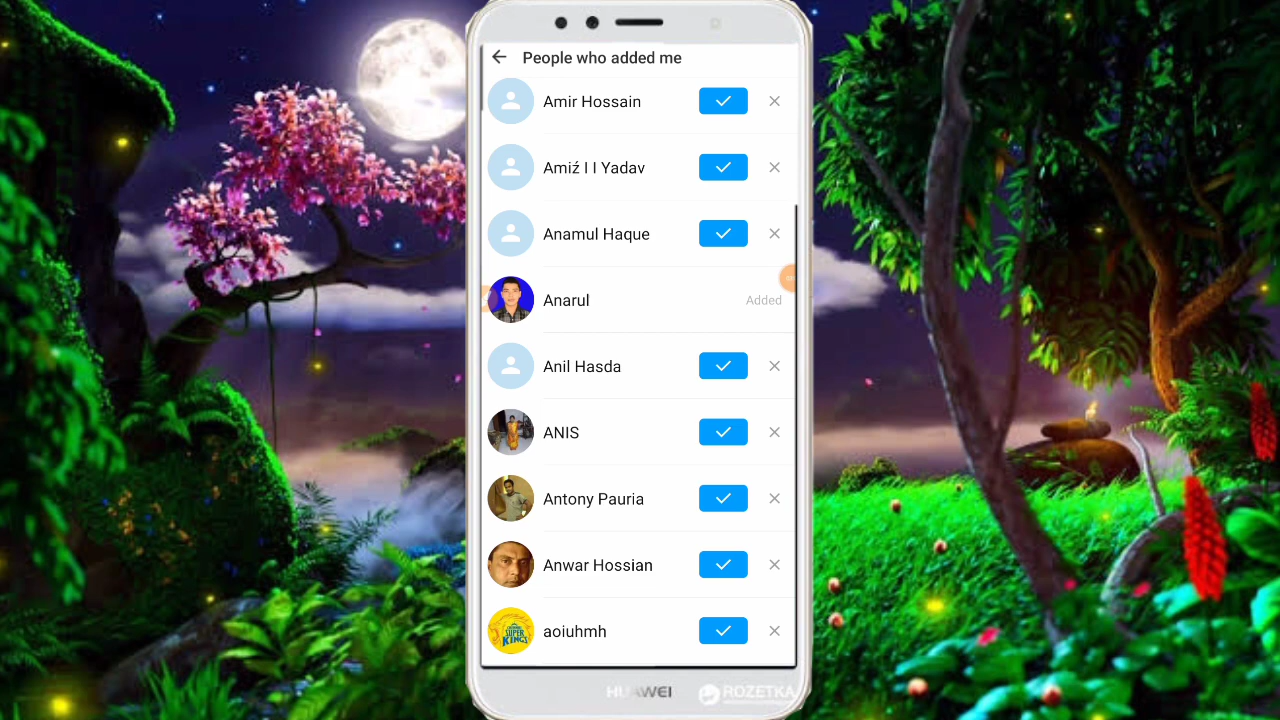 People who added me
Amir Hossain
Amiź I I Yadav
Anamul Haque
Anarul
Added
Anil Hasda
ANIS
Antony Pauria
Anwar Hossian
aoiuhmh
SUPER
KINGS
HUAWEI
ROZETKA